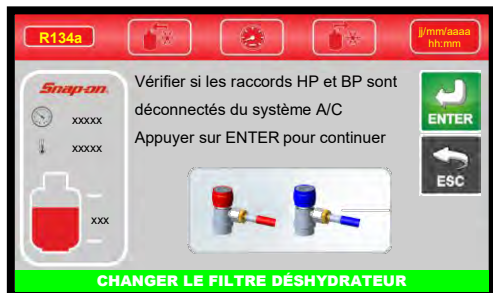 R134a
jj/mm/aaaa
hh:mm
Snap-on
xxxxx
xxxxx
xxx
Vérifier si les raccords HP et BP sont
déconnectés du système A/C
Appuyer sur ENTER pour continuer
ENTER
ESC
CHANGER LE FILTRE DÉSHYDRATEUR